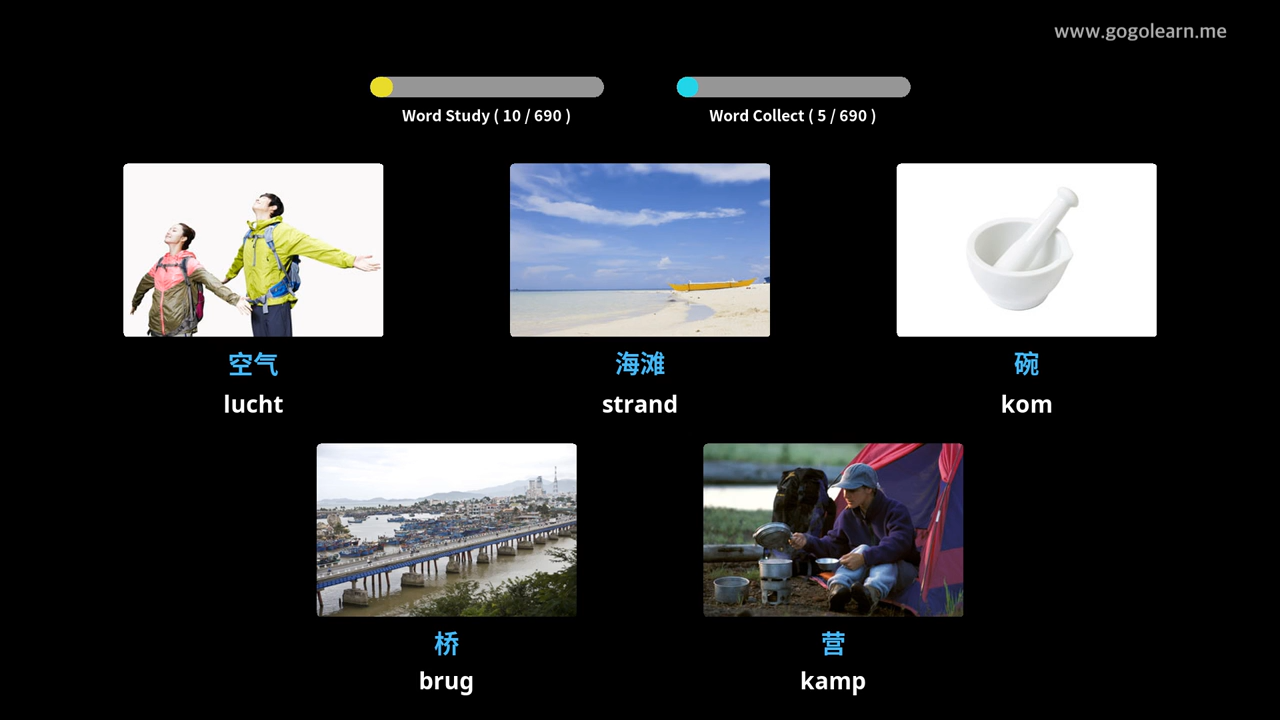 www.gogolearn.me
Word Study ( 10 / 690 )
Word Collect ( 5 / 690 )
空气
lucht
海滩
strand
碗
kom
桥
brug
营
kamp